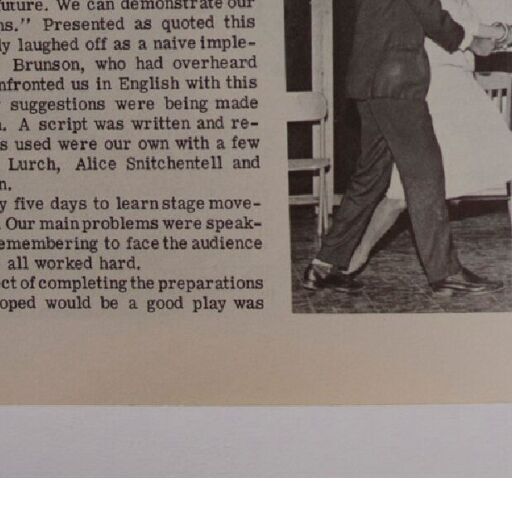 future. We can demonstrate our
ns." Presented as quoted this
ly laughed off as a naive imple-
Brunson, who had overheard
nfronted us in English with this
suggestions were being made
. A script was written and re-
s used were our own with a few
Lurch, Alice Snitchentell and
n.
y five days to learn stage move-
. Our main problems were speak-
emembering to face the audience
all worked hard.
ct of completing the preparations
oped would be a good play was